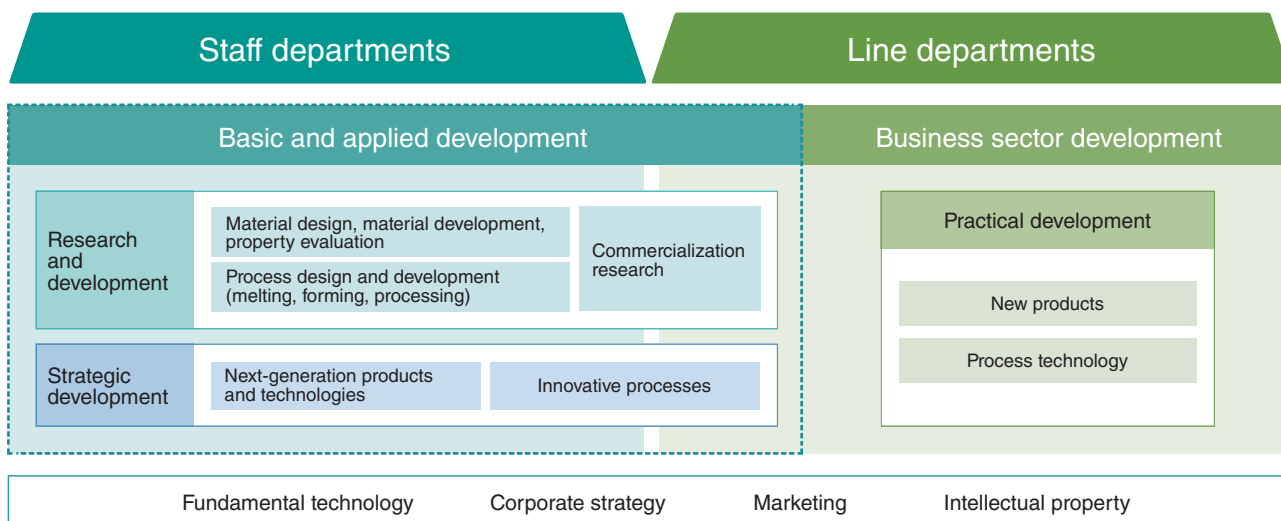 Staff departments
Line departments
Basic and applied development
Business sector development
Research
and
development
Material design, material development,
property evaluation
Process design and development
(melting, forming, processing)
Commercialization
research
Strategic
development
Next-generation products
and technologies
Innovative processes
Practical development
New products
Process technology
Fundamental technology
Corporate strategy
Marketing
Intellectual property